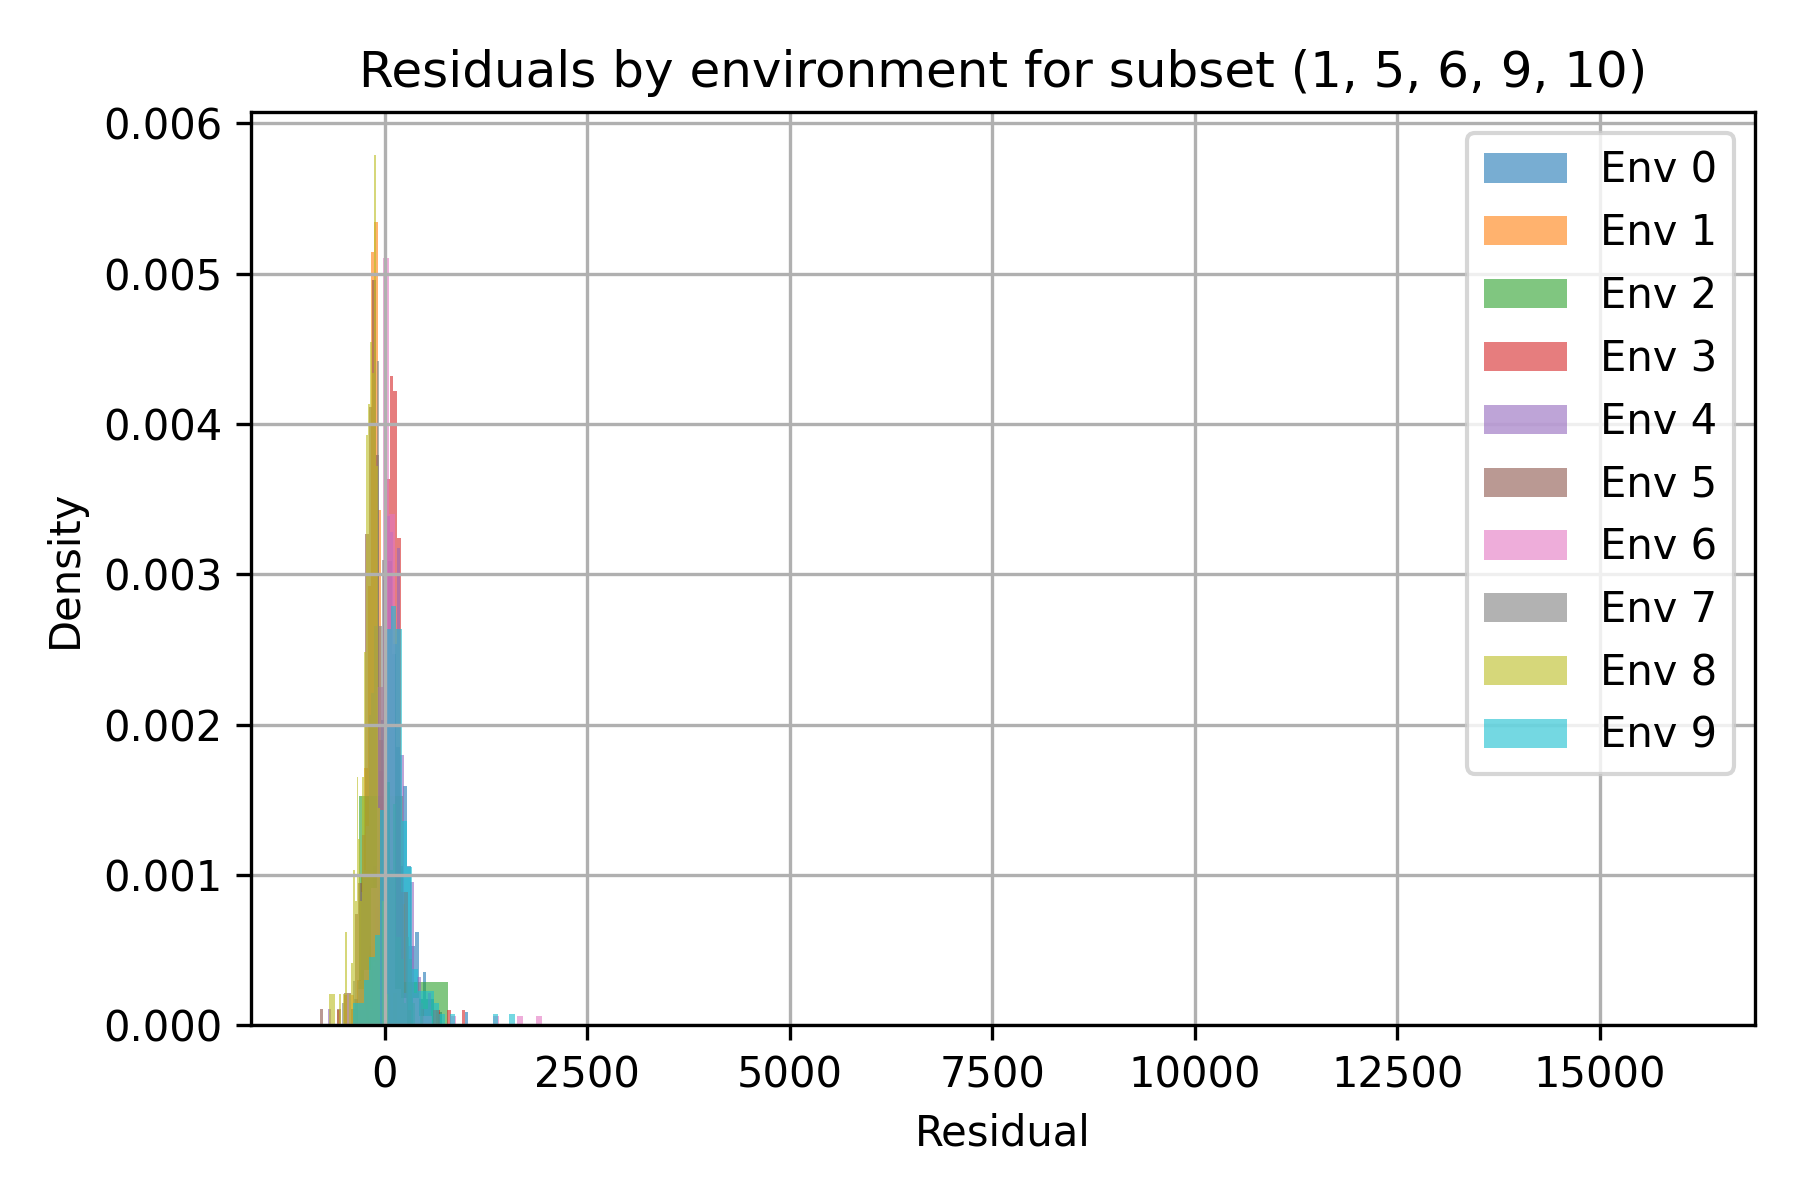 Residuals by environment for subset (1, 5, 6, 9, 10)
0.006
0.005
0.004
0.003
0.002
0.001
0.000
Density
Env 0
Env 1
Env 2
Env 3
Env 4
Env 5
Env 6
Env 7
Env 8
Env 9
0 2500 5000 7500 10000 12500 15000
Residual